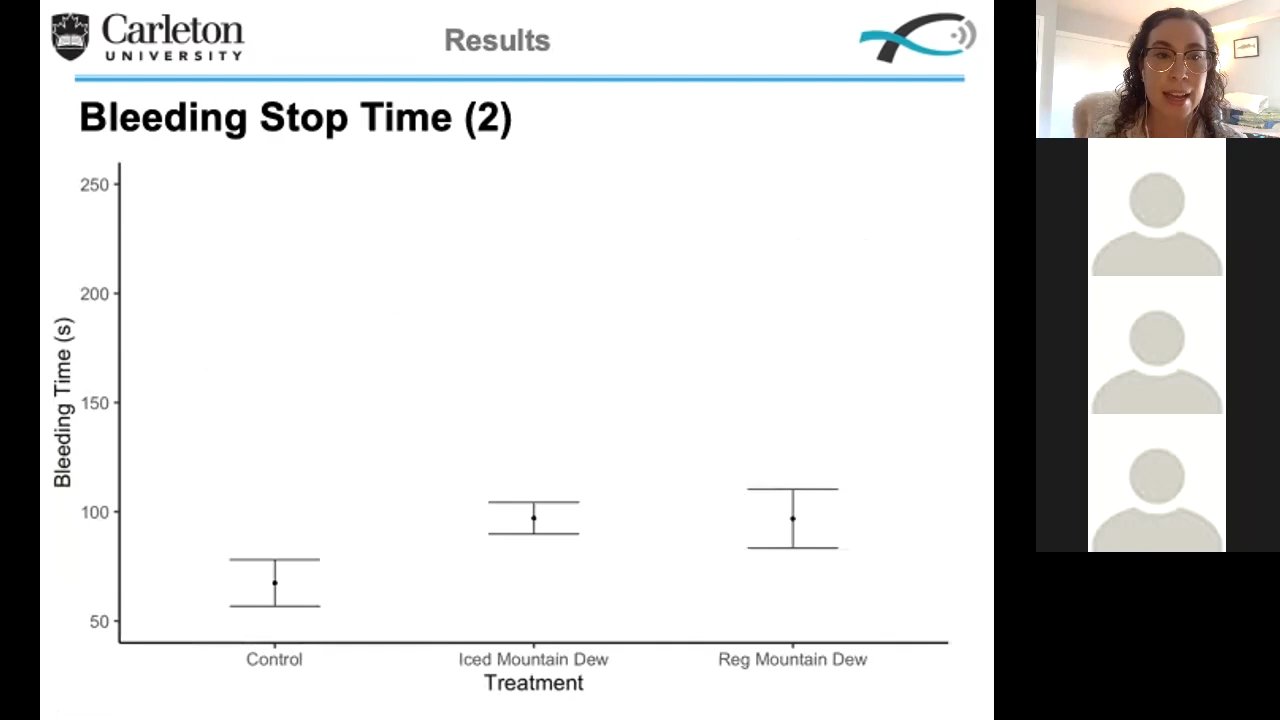 Carleton
UNIVERSITY
Results
Bleeding Stop Time (2)
250
200
150
100
50
Bleeding Time (s)
Control
Iced Mountain Dew
Reg Mountain Dew
Treatment